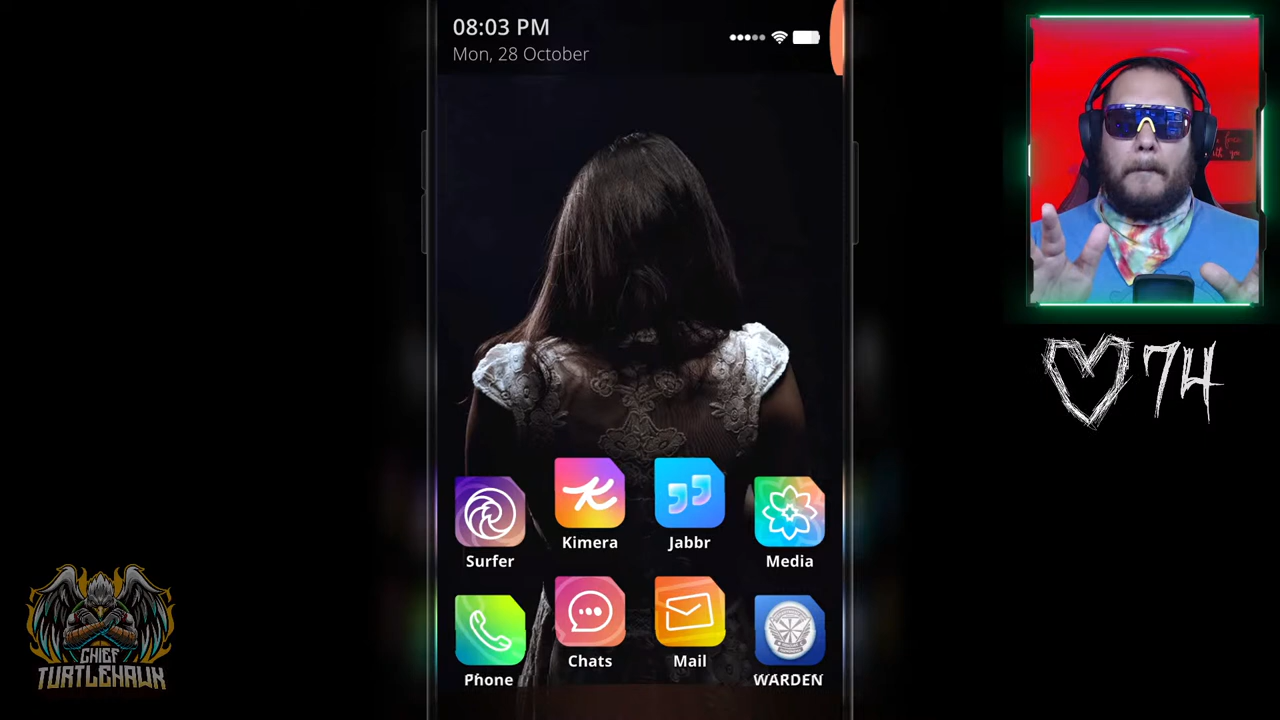 08:03 PM
Mon, 28 October
74
Surfer
Kimera
Jabbr
Media
Phone
Chats
Mail
WARDEN
CHIEF
TURTLEHAWK